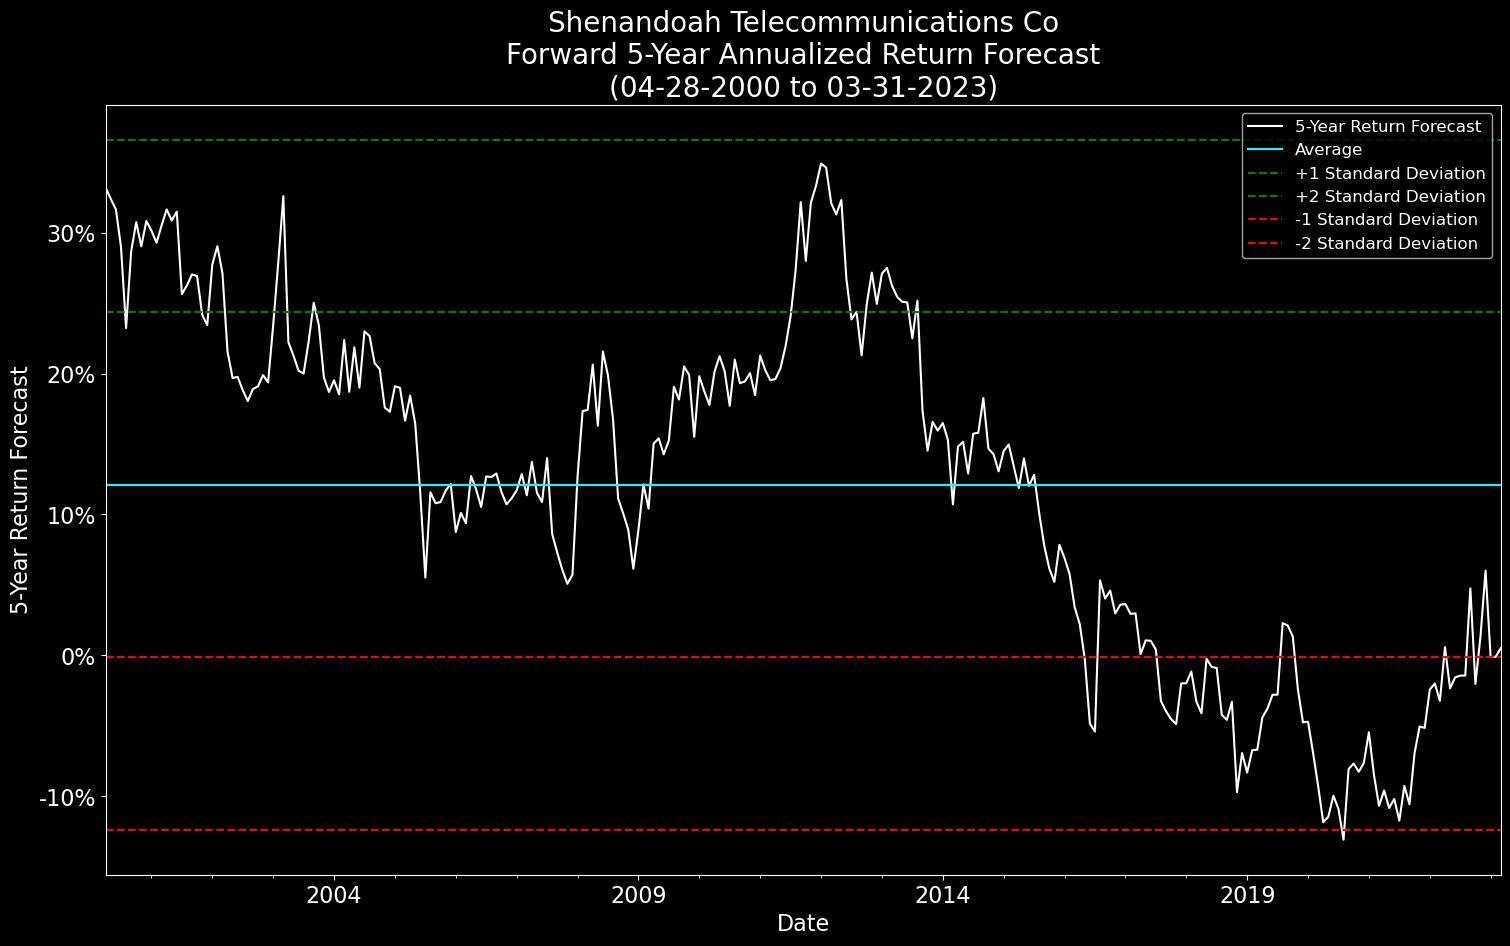 Shenandoah Telecommunications Co
Forward 5-Year Annualized Return Forecast
(04-28-2000 to 03-31-2023)
5-Year Return Forecast
Average
+1 Standard Deviation
+2 Standard Deviation
-1 Standard Deviation
-2 Standard Deviation
5-Year Return Forecast
30%
20%
10%
0%
-10%
2004
2009
2014
2019
Date